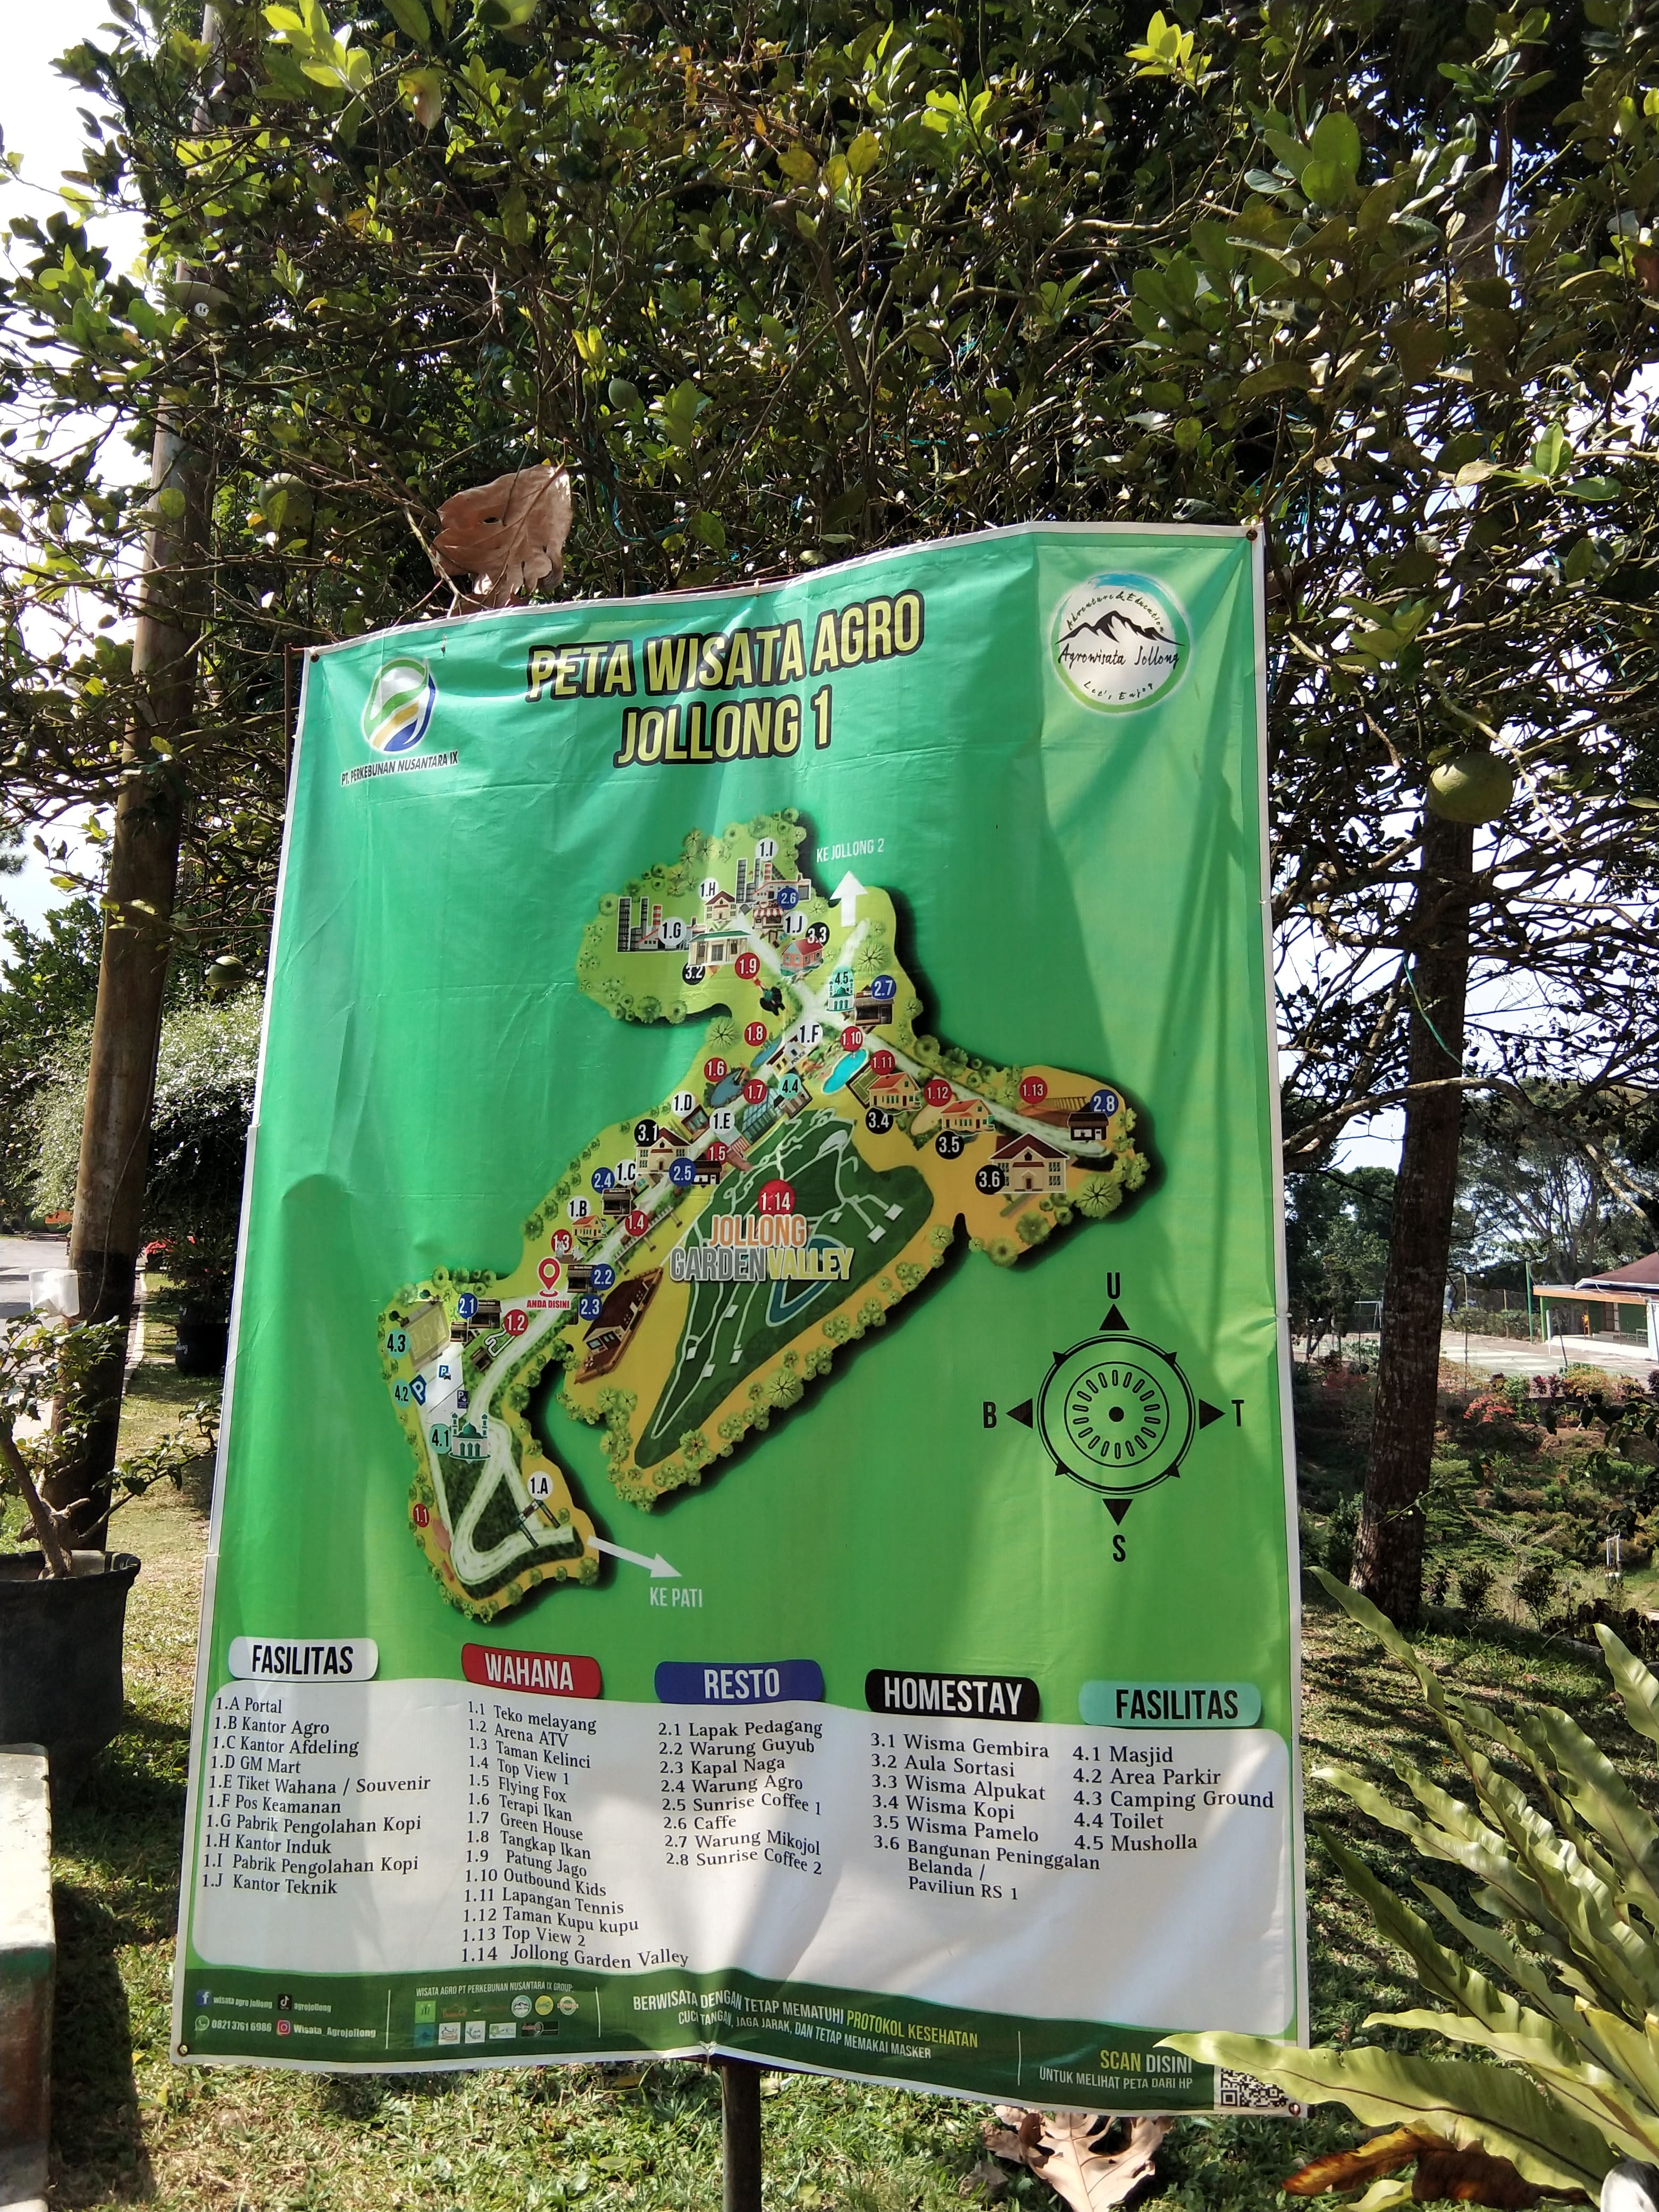 PETA WISATA AGRO
JOLLONG 1
PT. PERKEBUNAN NUSANTARA IX
Adventure & Education
Agrowisata Jollong
Let's Enjoy
KE JOLLONG 2
1.I
1.H
2.6
1.G
1.J
3.3
3.2
1.9
4.5
2.7
1.8
1.F
1.10
1.6
1.7
4.4
1.11
1.12
1.13
2.8
1.D
1.E
3.4
3.1
1.5
3.5
2.4
1.C
2.5
3.6
1.B
1.4
1.14
JOLLONG
GARDEN VALLEY
1.3
2.2
ANDA DISINI
2.3
2.1
1.2
4.3
4.2
P
P
4.1
1.A
1.1
KE PATI
U
B
T
S
FASILITAS
1.A Portal
1.B Kantor Agro
1.C Kantor Afdeling
1.D GM Mart
1.E Tiket Wahana / Souvenir
1.F Pos Keamanan
1.G Pabrik Pengolahan Kopi
1.H Kantor Induk
1.I Pabrik Pengolahan Kopi
1.J Kantor Teknik
WAHANA
1.1 Teko melayang
1.2 Arena ATV
1.3 Taman Kelinci
1.4 Top View 1
1.5 Flying Fox
1.6 Terapi Ikan
1.7 Green House
1.8 Tangkap Ikan
1.9 Patung Jago
1.10 Outbound Kids
1.11 Lapangan Tennis
1.12 Taman Kupu kupu
1.13 Top View 2
1.14 Jollong Garden Valley
RESTO
2.1 Lapak Pedagang
2.2 Warung Guyub
2.3 Kapal Naga
2.4 Warung Agro
2.5 Sunrise Coffee 1
2.6 Caffe
2.7 Warung Mikojol
2.8 Sunrise Coffee 2
HOMESTAY
3.1 Wisma Gembira
3.2 Aula Sortasi
3.3 Wisma Alpukat
3.4 Wisma Kopi
3.5 Wisma Pamelo
3.6 Bangunan Peninggalan
Belanda /
Paviliun RS 1
FASILITAS
4.1 Masjid
4.2 Area Parkir
4.3 Camping Ground
4.4 Toilet
4.5 Musholla
wisata agro jollong
agrojollong
0821 3761 6986
Wisata_Agrojollong
WISATA AGRO PT PERKEBUNAN NUSANTARA IX GROUP
BERWISATA DENGAN TETAP MEMATUHI PROTOKOL KESEHATAN
CUCI TANGAN, JAGA JARAK, DAN TETAP MEMAKAI MASKER
SCAN DISINI
UNTUK MELIHAT PETA DARI HP